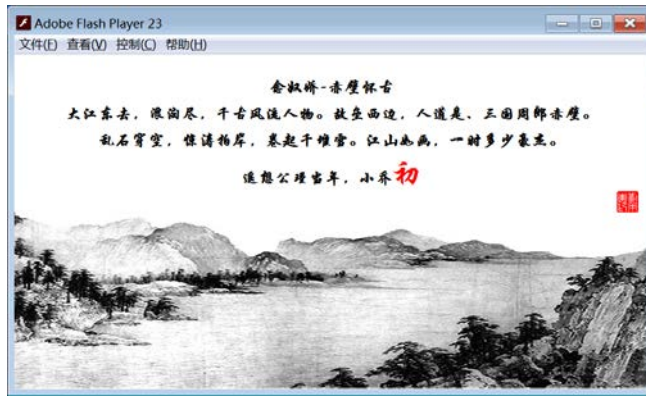 Adobe Flash Player 23
文件(F) 查看(V) 控制(C) 帮助(H)
念奴娇-赤壁怀古
大江东去，浪淘尽，千古风流人物。故垒西边，人道是、三国周郎赤壁。
乱石穿空，惊涛拍岸，卷起千堆雪。江山如画，一时多少豪杰。
遥想公瑾当年，小乔初